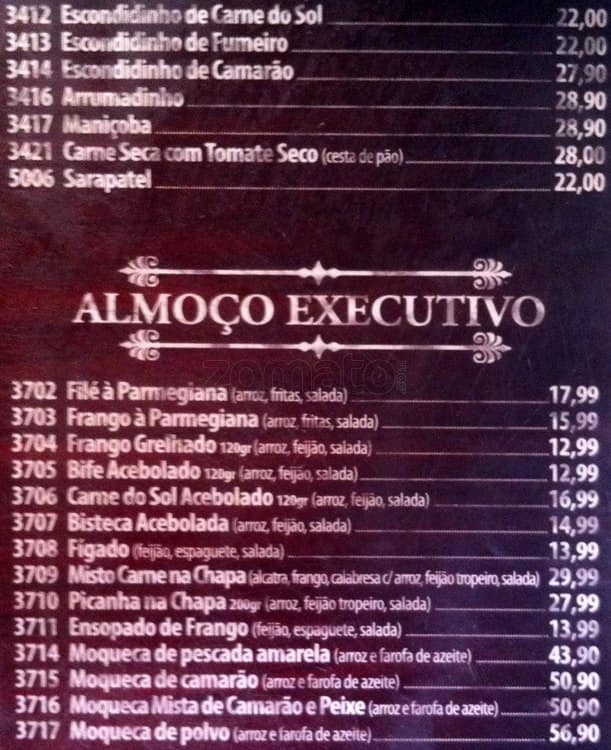 3412 Escondidinho de Carne do Sol 22,00
3413 Escondidinho de Fumeiro 22,00
3414 Escondidinho de Camarão 27,90
3416 Arrumadinho 28,90
3417 Maniçoba 28,90
3421 Carne Seca com Tomate Seco (cesta de pão) 28,00
5006 Sarapatel 22,00
ALMOÇO EXECUTIVO
zomato
3702 Filé à Parmegiana (arroz, fritas, salada) 17,99
3703 Frango à Parmegiana (arroz, fritas, salada) 15,99
3704 Frango Grelhado 120gr (arroz, feijão, salada) 12,99
3705 Bife Acebolado 120gr (arroz, feijão, salada) 12,99
3706 Carne do Sol Acebolado 120gr (arroz, feijão, salada) 16,99
3707 Bisteca Acebolada (arroz, feijão, salada) 14,99
3708 Fígado (feijão, espaguete, salada) 13,99
3709 Misto Carne na Chapa (alcatra, frango, calabresa c/ arroz, feijão tropeiro, salada) 29,99
3710 Picanha na Chapa 200gr (arroz, feijão tropeiro, salada) 27,99
3711 Ensopado de Frango (feijão, espaguete, salada) 13,99
3714 Moqueca de pescada amarela (arroz e farofa de azeite) 43,90
3715 Moqueca de camarão (arroz e farofa de azeite) 50,90
3716 Moqueca Mista de Camarão e Peixe (arroz e farofa de azeite) 50,90
3717 Moqueca de polvo (arroz e farofa de azeite) 56,90